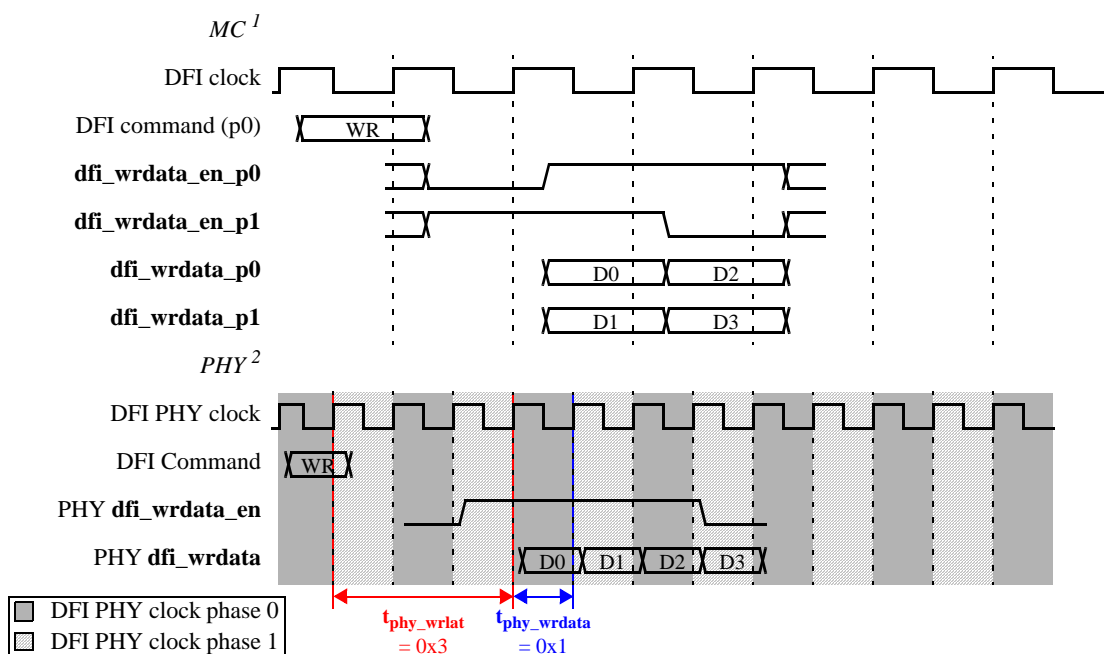 MC 1
DFI clock
DFI command (p0) WR
dfi_wrdata_en_p0
dfi_wrdata_en_p1
dfi_wrdata_p0 D0 D2
dfi_wrdata_p1 D1 D3
PHY 2
DFI PHY clock
DFI Command WR
PHY dfi_wrdata_en
PHY dfi_wrdata D0 D1 D2 D3
DFI PHY clock phase 0
DFI PHY clock phase 1
tphy_wrlat tphy_wrdata
= 0x3 = 0x1